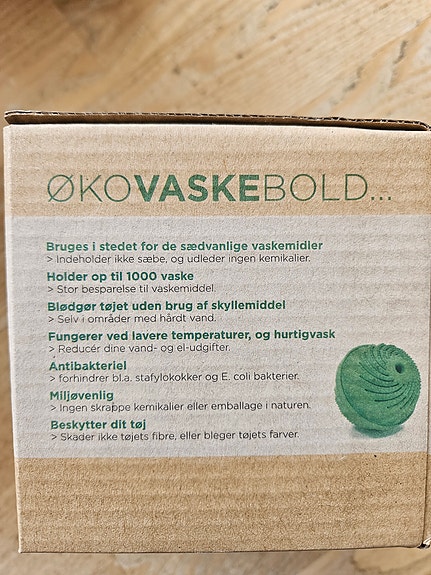 ØKOVASKEBOLD...
Bruges i stedet for de sædvanlige vaskemidler
> Indeholder ikke sæbe, og udleder ingen kemikalier.
Holder op til 1000 vaske
> Stor besparelse til vaskemiddel.
Blødgør tøjet uden brug af skyllemiddel
> Selv i områder med hårdt vand.
Fungerer ved lavere temperaturer, og hurtigvask
> Reducér dine vand- og el-udgifter.
Antibakteriel
> forhindrer bl.a. stafylokokker og E. coli bakterier.
Miljøvenlig
> Ingen skrappe kemikalier eller emballage i naturen.
Beskytter dit tøj
> Skader ikke tøjets fibre, eller bleger tøjets farver.